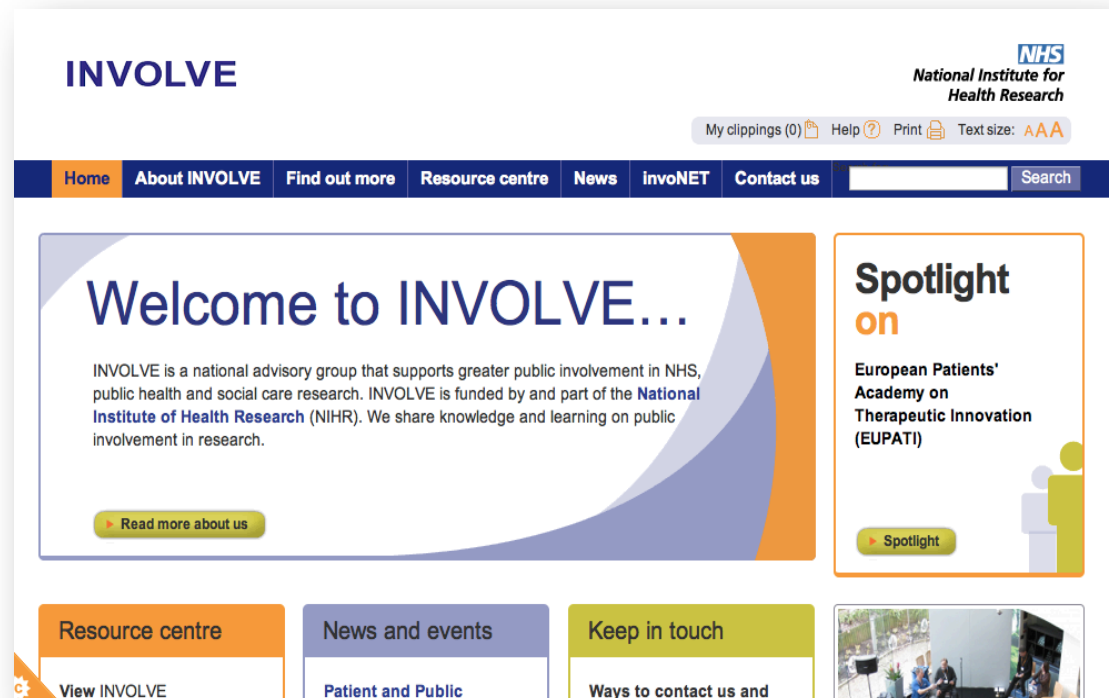 INVOLVE
NHS
National Institute for
Health Research
My clippings (0) Help ? Print Text size: A A A
Home About INVOLVE Find out more Resource centre News invoNET Contact us Search
Welcome to INVOLVE...
INVOLVE is a national advisory group that supports greater public involvement in NHS,
public health and social care research. INVOLVE is funded by and part of the National
Institute of Health Research (NIHR). We share knowledge and learning on public
involvement in research.
Read more about us
Spotlight
on
European Patients'
Academy on
Therapeutic Innovation
(EUPATI)
Spotlight
Resource centre
View INVOLVE
News and events
Patient and Public
Keep in touch
Ways to contact us and